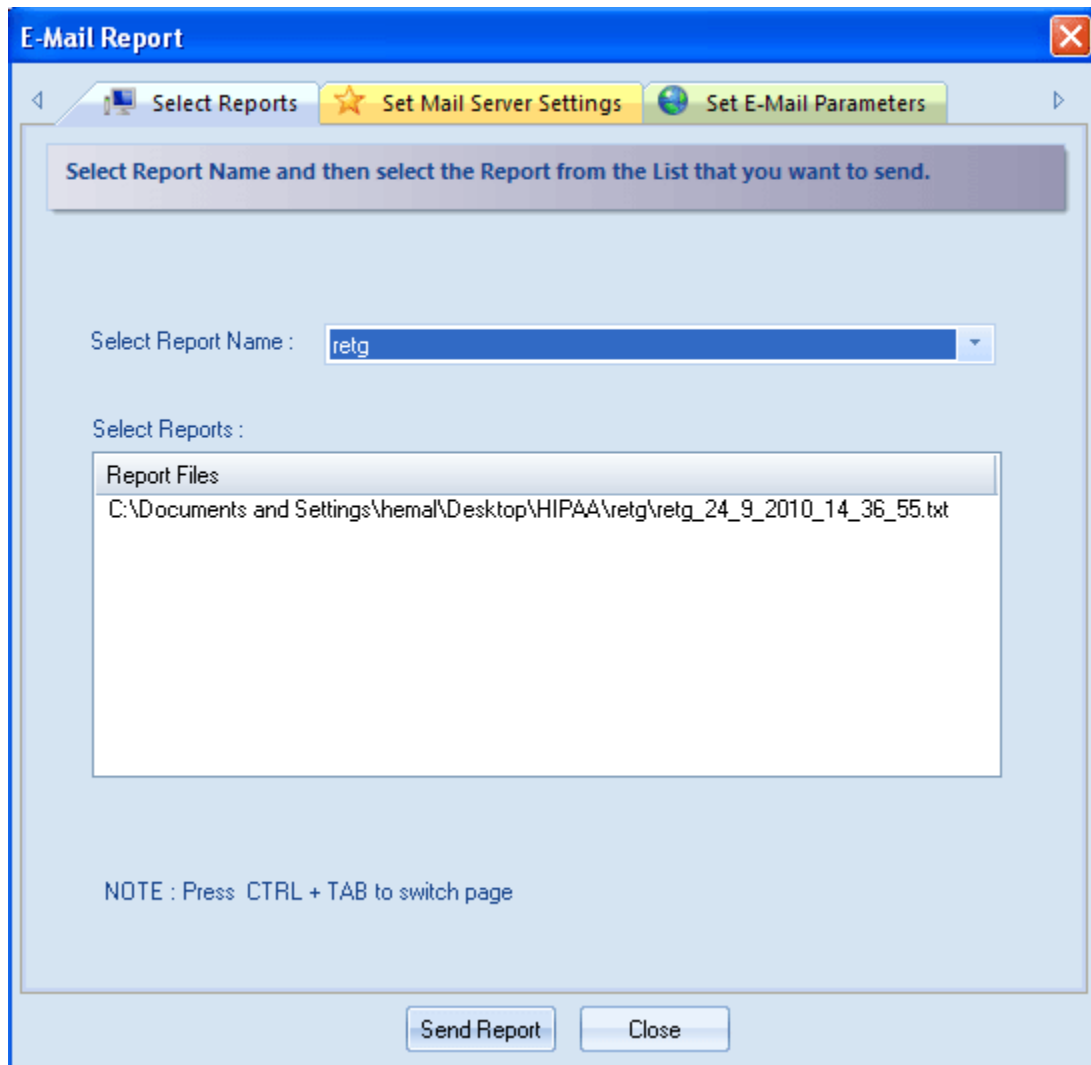 E-Mail Report
Select Reports
Set Mail Server Settings
Set E-Mail Parameters
Select Report Name and then select the Report from the List that you want to send.
Select Report Name :
retg
Select Reports :
Report Files
C:\Documents and Settings\hemal\Desktop\HIPAA\retg\retg_24_9_2010_14_36_55.txt
NOTE : Press CTRL + TAB to switch page
Send Report
Close